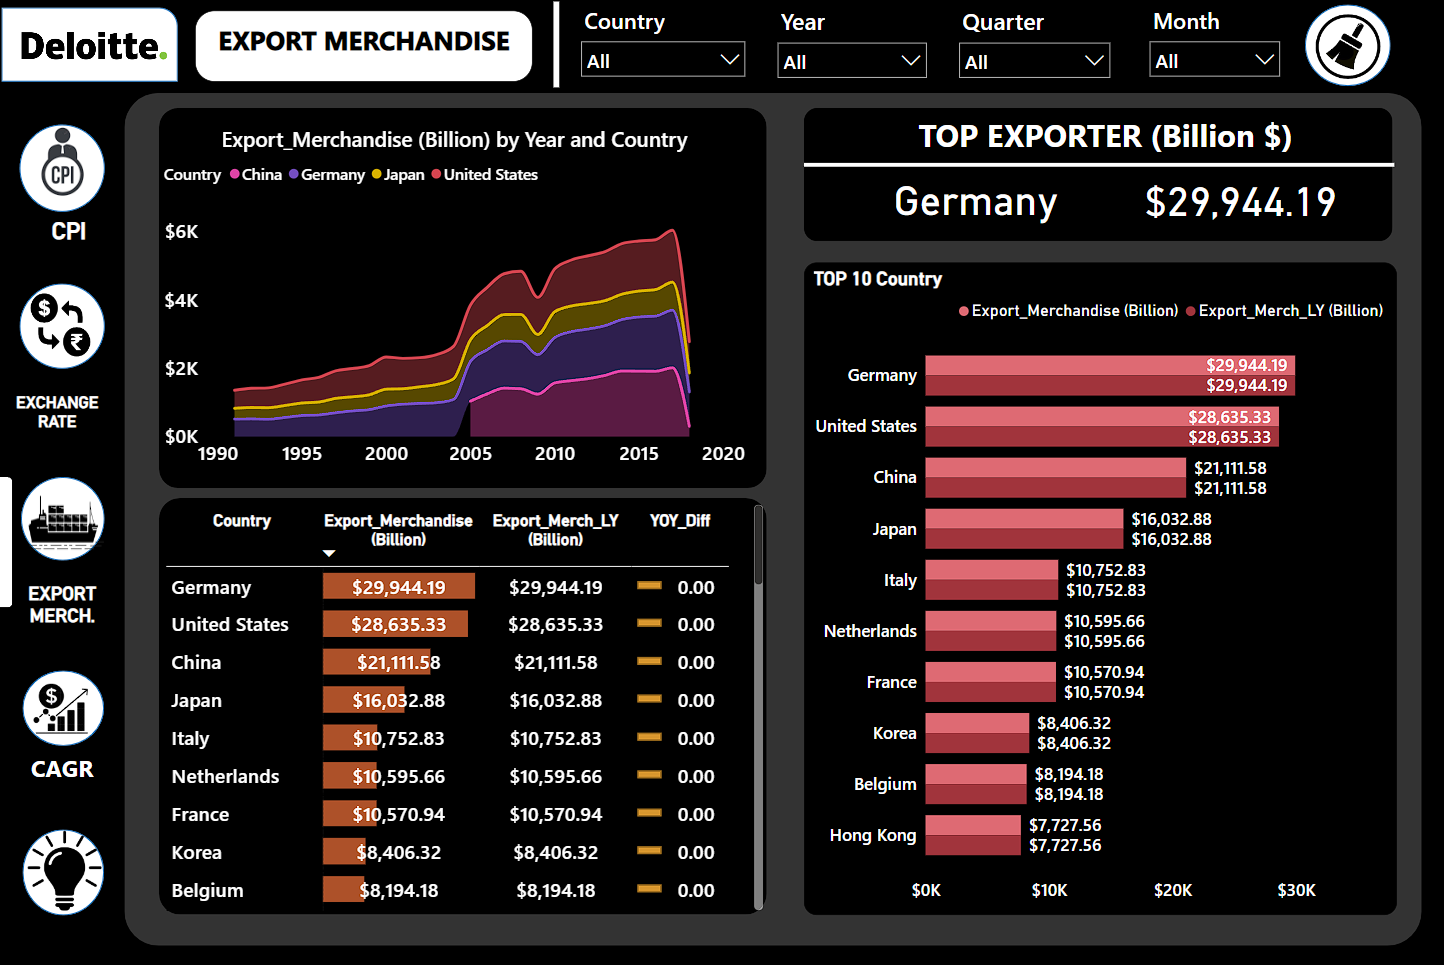 Deloitte.
EXPORT MERCHANDISE
Country
All
Year
All
Quarter
All
Month
All
CPI
CPI
EXCHANGE
RATE
EXPORT
MERCH.
CAGR
Export_Merchandise (Billion) by Year and Country
Country China Germany Japan United States
$6K
$4K
$2K
$0K
1990 1995 2000 2005 2010 2015 2020
TOP EXPORTER (Billion $)
Germany $29,944.19
Country Export_Merchandise (Billion) Export_Merch_LY (Billion) YOY_Diff
Germany $29,944.19 $29,944.19 0.00
United States $28,635.33 $28,635.33 0.00
China $21,111.58 $21,111.58 0.00
Japan $16,032.88 $16,032.88 0.00
Italy $10,752.83 $10,752.83 0.00
Netherlands $10,595.66 $10,595.66 0.00
France $10,570.94 $10,570.94 0.00
Korea $8,406.32 $8,406.32 0.00
Belgium $8,194.18 $8,194.18 0.00
TOP 10 Country
Export_Merchandise (Billion) Export_Merch_LY (Billion)
Germany
$29,944.19
$29,944.19
United States
$28,635.33
$28,635.33
China
$21,111.58
$21,111.58
Japan
$16,032.88
$16,032.88
Italy
$10,752.83
$10,752.83
Netherlands
$10,595.66
$10,595.66
France
$10,570.94
$10,570.94
Korea
$8,406.32
$8,406.32
Belgium
$8,194.18
$8,194.18
Hong Kong
$7,727.56
$7,727.56
$0K $10K $20K $30K